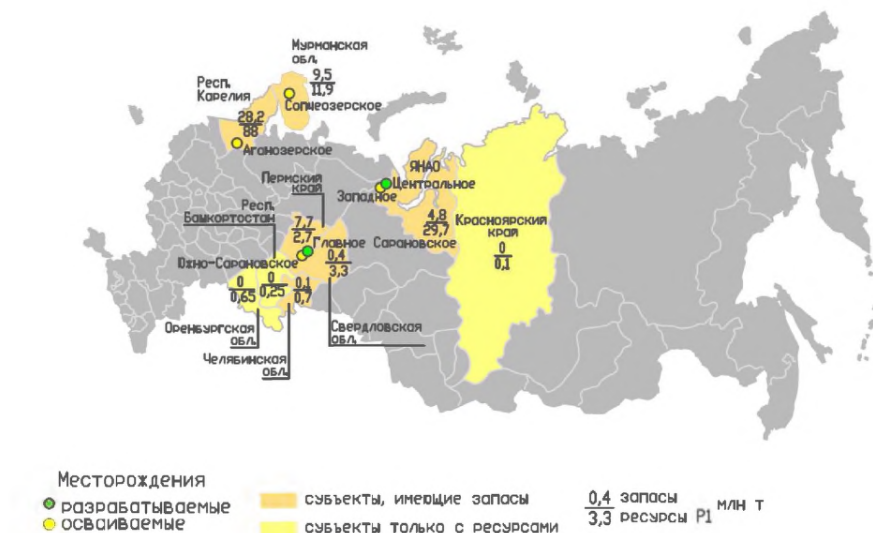 Мурманская
обл.
9,5
11,9
Сопчеозерское
Респ.
Карелия
28,2
88
Аганозерское
ЯНАО
Центральное
Западное
Пермский
край
Респ.
Башкортостан
7,7
2,7
Главное
Сарановское
4,8
29,7
Красноярский
край
0
0,1
Южно-Сарановское
0,4
3,3
0
0,65
0
0,25
0,1
0,7
Оренбургская
обл.
Челябинская
обл.
Свердловская
обл.
Месторождения
разрабатываемые
осваиваемые
субъекты, имеющие запасы
субъекты только с ресурсами
0,4 запасы
3,3 ресурсы Р1
млн т